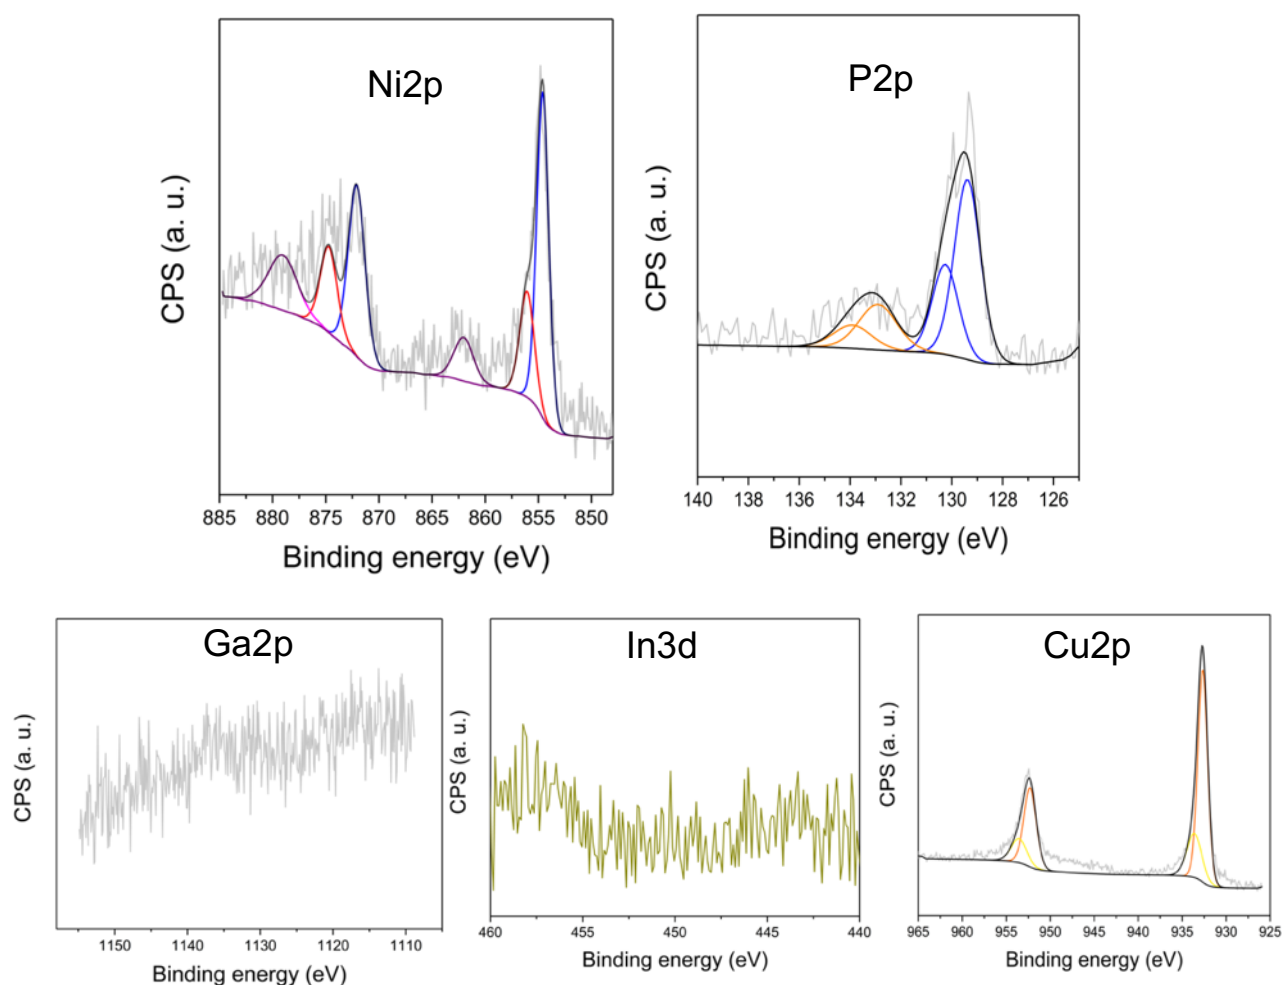 Ni2p
CPS (a. u.)
885 880 875 870 865 860 855 850
Binding energy (eV)
P2p
CPS (a. u.)
140 138 136 134 132 130 128 126
Binding energy (eV)
Ga2p
CPS (a. u.)
1150 1140 1130 1120 1110
Binding energy (eV)
In3d
CPS (a. u.)
460 455 450 445 440
Binding energy (eV)
Cu2p
CPS (a. u.)
965 960 955 950 945 940 935 930 925
Binding energy (eV)